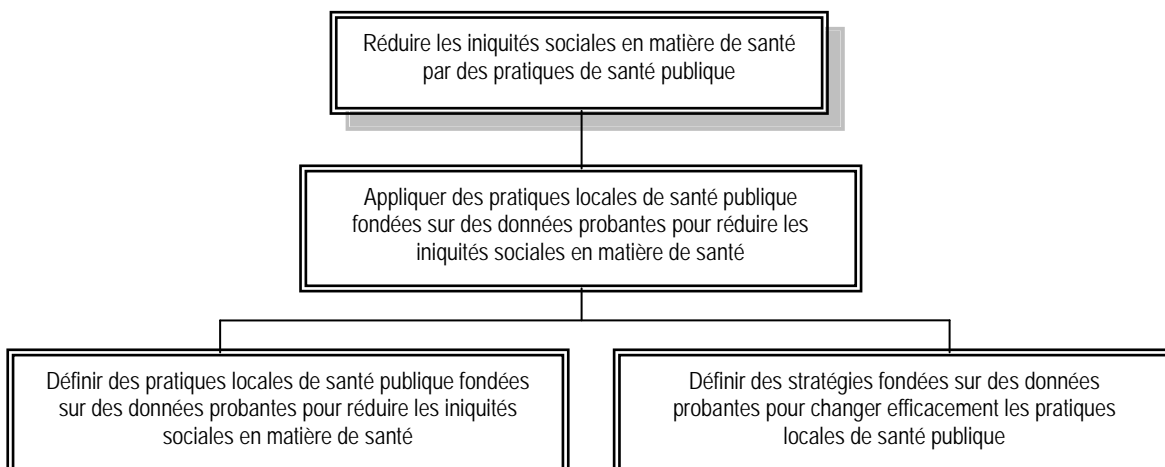 Réduire les iniquités sociales en matière de santé
par des pratiques de santé publique
Appliquer des pratiques locales de santé publique
fondées sur des données probantes pour réduire les
iniquités sociales en matière de santé
Définir des pratiques locales de santé publique fondées
sur des données probantes pour réduire les iniquités
sociales en matière de santé
Définir des stratégies fondées sur des données
probantes pour changer efficacement les pratiques
locales de santé publique